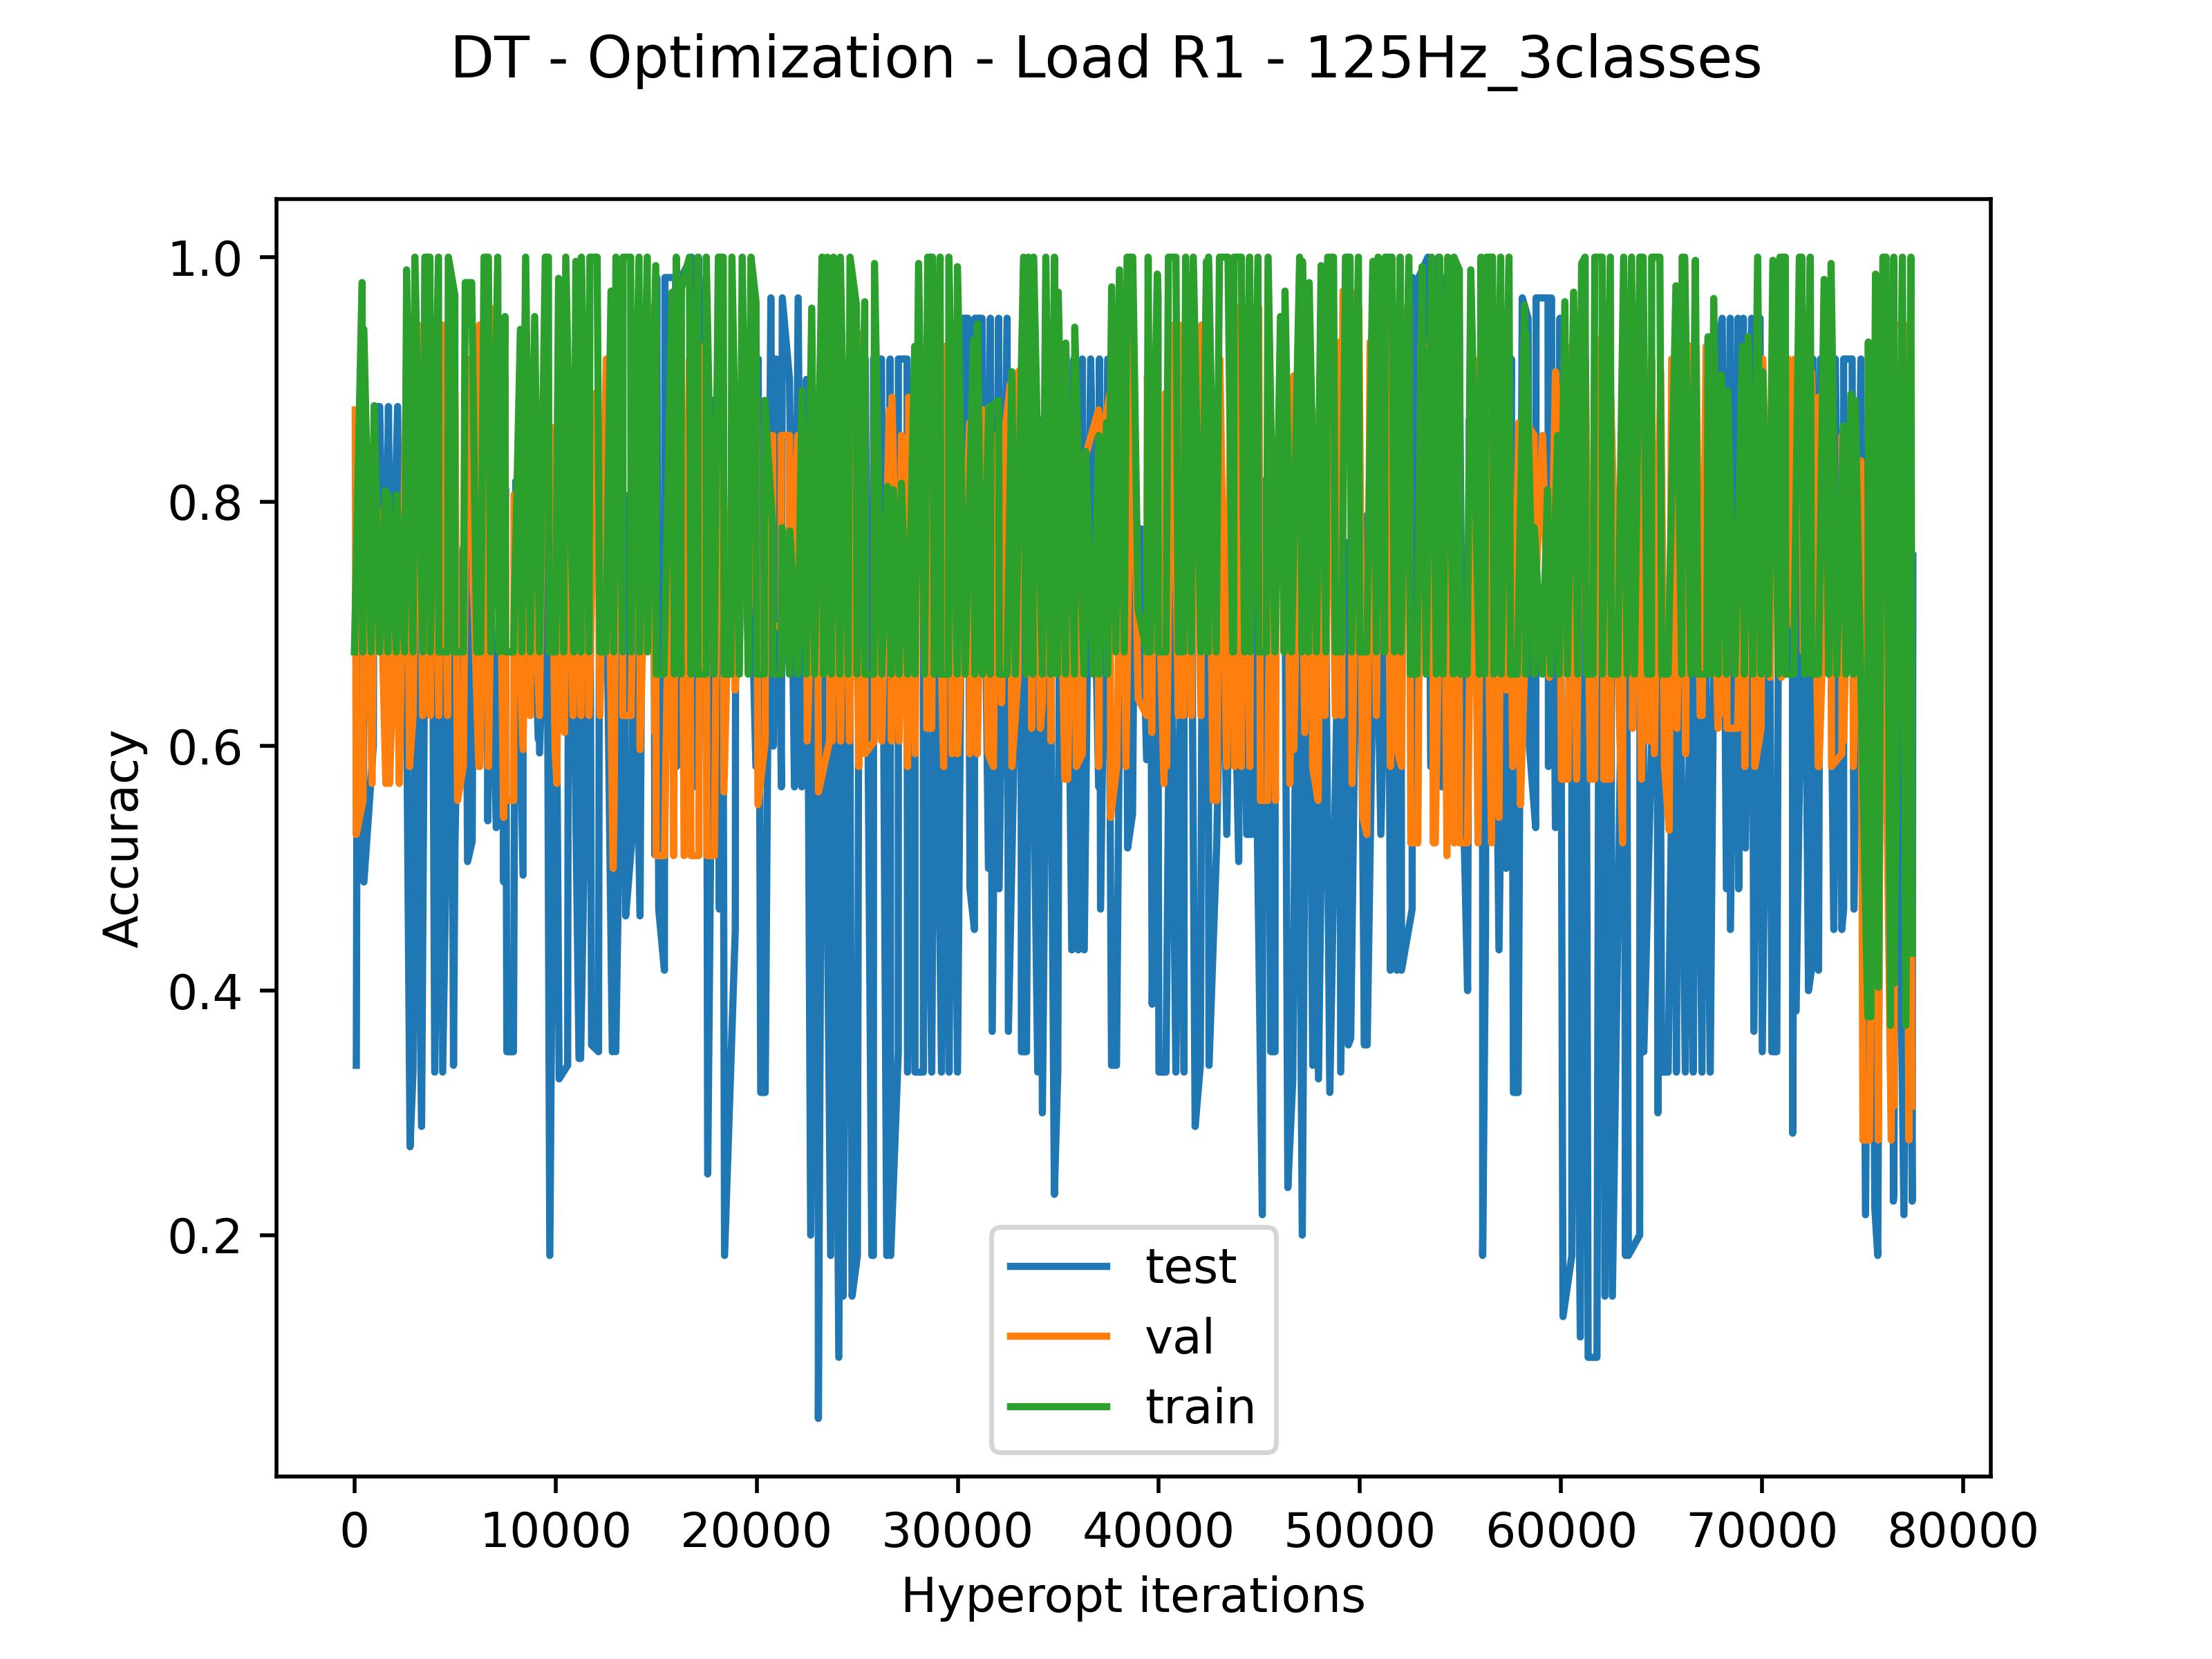 DT - Optimization - Load R1 - 125Hz_3classes
1.0
0.8
0.6
0.4
0.2
Accuracy
test
val
train
0 10000 20000 30000 40000 50000 60000 70000 80000
Hyperopt iterations